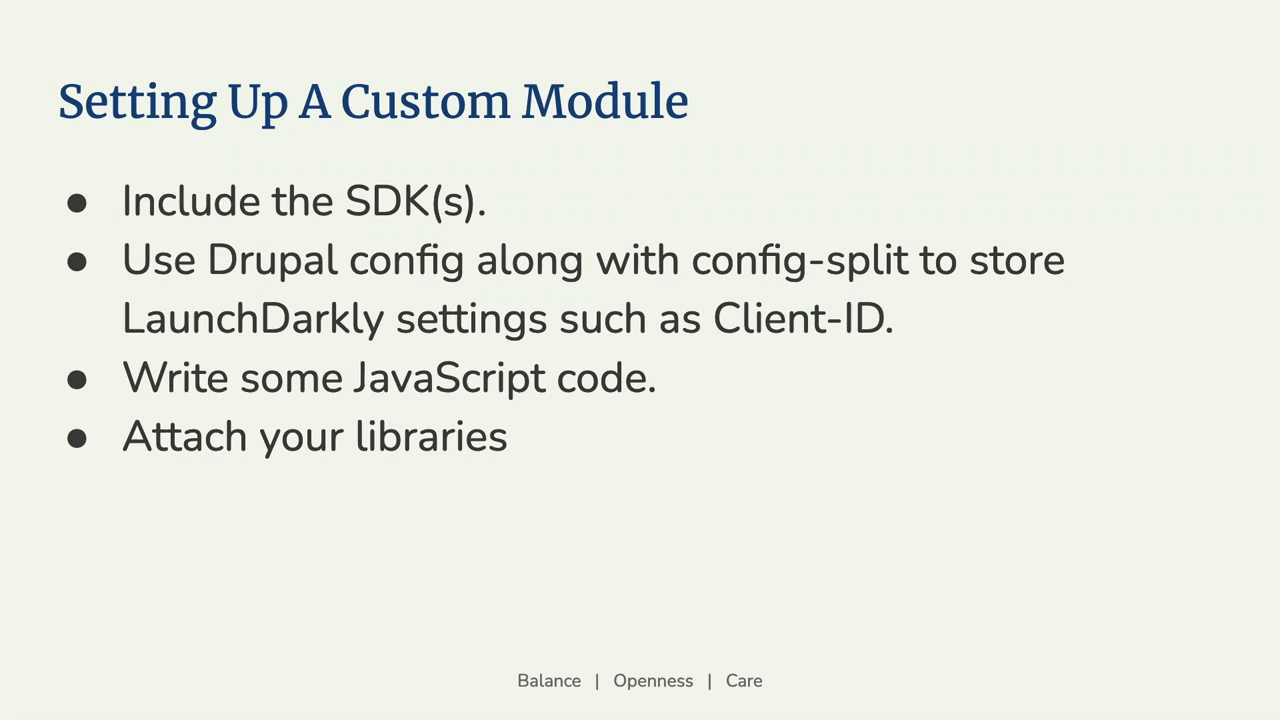 Setting Up A Custom Module
● Include the SDK(s).
● Use Drupal config along with config-split to store
LaunchDarkly settings such as Client-ID.
● Write some JavaScript code.
● Attach your libraries
Balance | Openness | Care